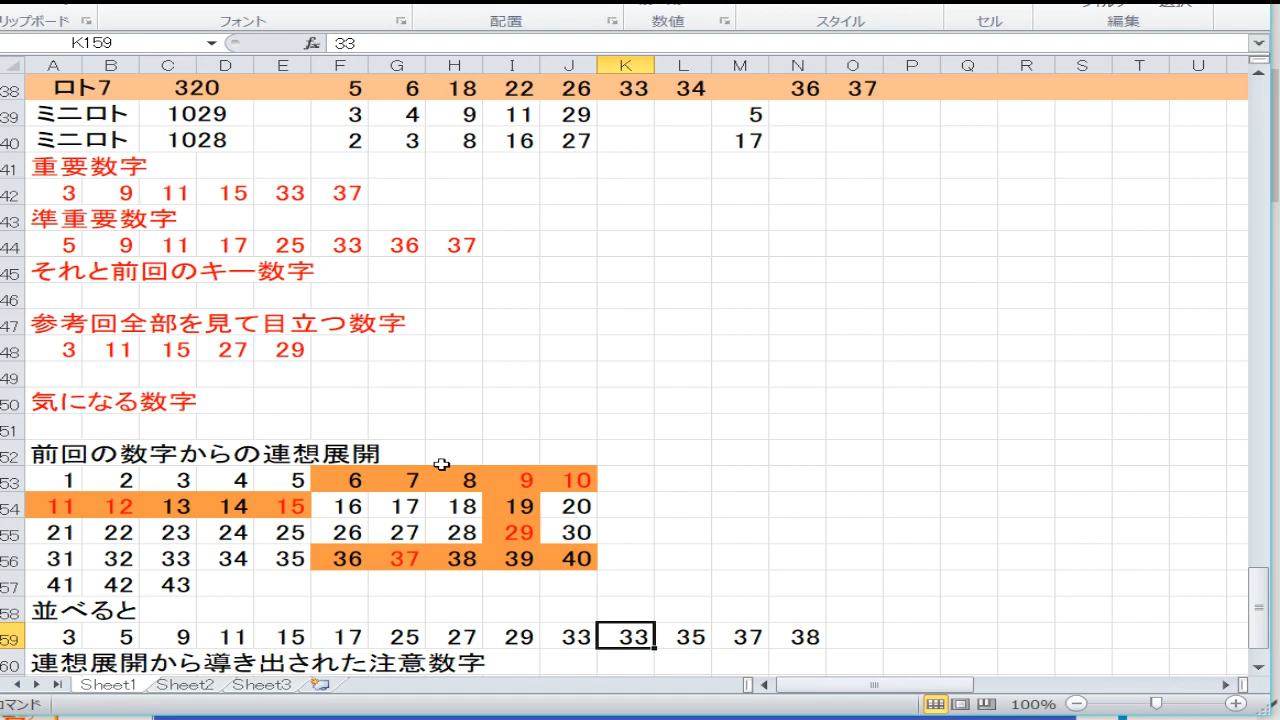 リップボード フォント 配置 数値 スタイル セル 編集
K159 fx 33
A B C D E F G H I J K L M N O P Q R S T U
38 ロト7 320 5 6 18 22 26 33 34 36 37
39 ミニロト 1029 3 4 9 11 29 5
40 ミニロト 1028 2 3 8 16 27 17
41 重要数字
42 3 9 11 15 33 37
43 準重要数字
44 5 9 11 17 25 33 36 37
45 それと前回のキー数字
46
47 参考回全部を見て目立つ数字
48 3 11 15 27 29
49
50 気になる数字
51
52 前回の数字からの連想展開
53 1 2 3 4 5 6 7 8 9 10
54 11 12 13 14 15 16 17 18 19 20
55 21 22 23 24 25 26 27 28 29 30
56 31 32 33 34 35 36 37 38 39 40
57 41 42 43
58 並べると
59 3 5 9 11 15 17 25 27 29 33 33 35 37 38
60 連想展開から導き出された注意数字
Sheet1 Sheet2 Sheet3
コマンド 100%